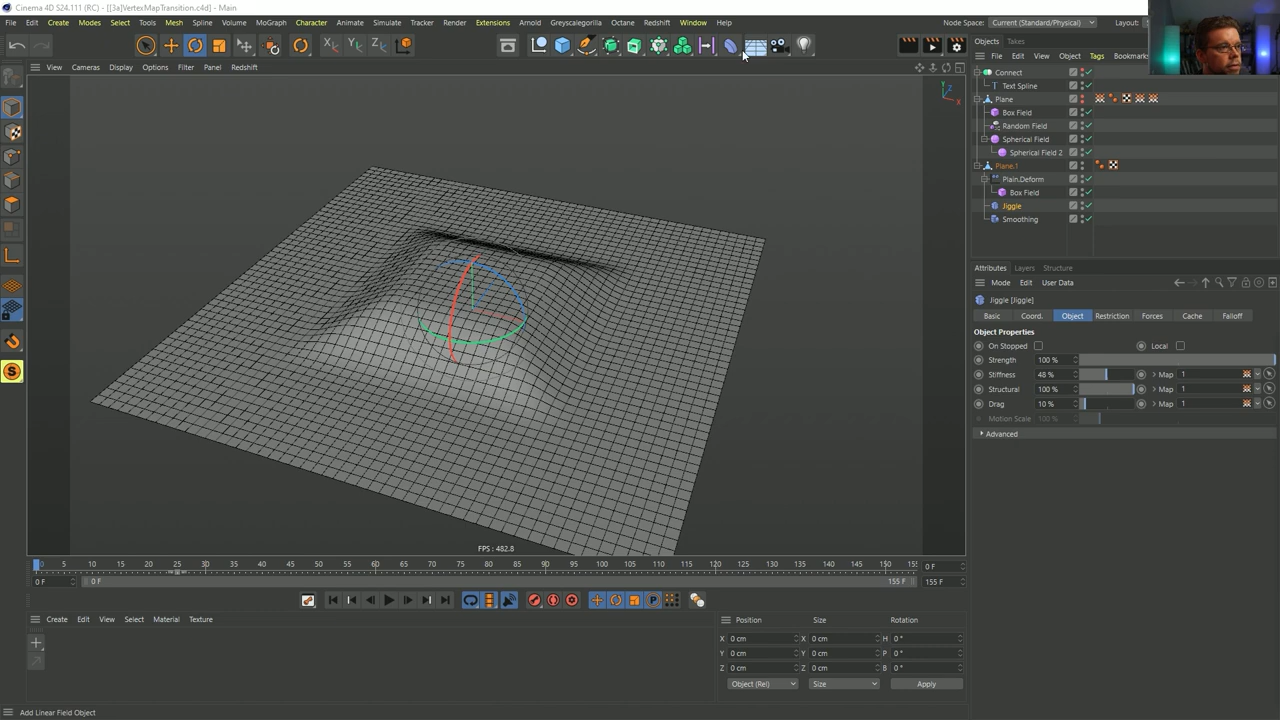 Cinema 4D S24.111 (RC) - [[3a]VertexMapTransition.c4d] - Main
File Edit Create Modes Select Tools Mesh Spline Volume MoGraph Character Animate Simulate Tracker Render Extensions Arnold Greyscalegorilla Octane Redshift Window Help Node Space: Current (Standard/Physical) Layout:
X Y Z
Objects Takes
View Cameras Display Options Filter Panel Redshift File Edit View Object Tags Bookmarks
Connect
Text Spline
Plane
Box Field
Random Field
Spherical Field
Spherical Field 2
Plane.1
Plain.Deform
Box Field
Jiggle
Smoothing
Attributes Layers Structure
Mode Edit User Data
Jiggle [Jiggle]
Basic Coord. Object Restriction Forces Cache Falloff
Object Properties
On Stopped Local
Strength 100 %
Stiffness 48 % Map 1
Structural 100 % Map 1
Drag 10 % Map 1
Motion Scale 100 %
Advanced
FPS : 482.8
0 5 10 15 20 25 30 35 40 45 50 55 60 65 70 75 80 85 90 95 100 105 110 115 120 125 130 135 140 145 150 155 0 F
0 F 0 F 155 F 155 F
Create Edit View Select Material Texture
Position Size Rotation
X 0 cm X 0 cm H 0 °
Y 0 cm Y 0 cm P 0 °
Z 0 cm Z 0 cm B 0 °
Object (Rel) Size Apply
Add Linear Field Object